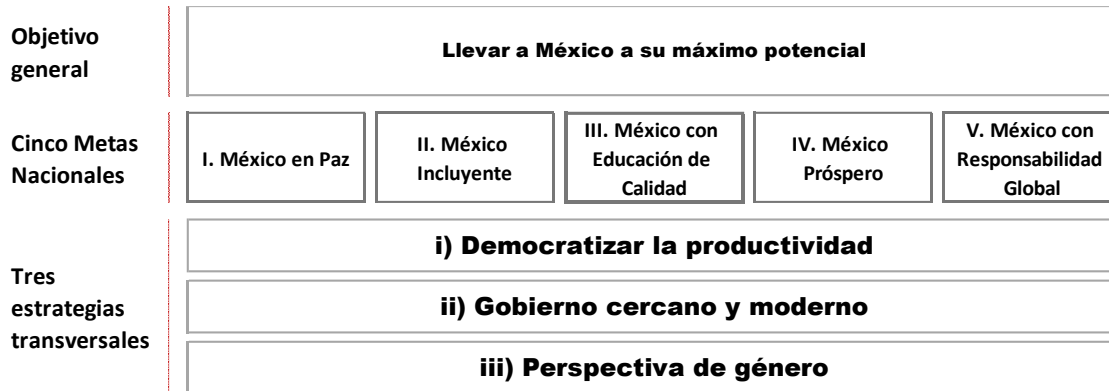 Objetivo
general
Llevar a México a su máximo potencial
Cinco Metas
Nacionales
I. México en Paz
II. México
Incluyente
III. México con
Educación de
Calidad
IV. México
Próspero
V. México con
Responsabilidad
Global
Tres
estrategias
transversales
i) Democratizar la productividad
ii) Gobierno cercano y moderno
iii) Perspectiva de género